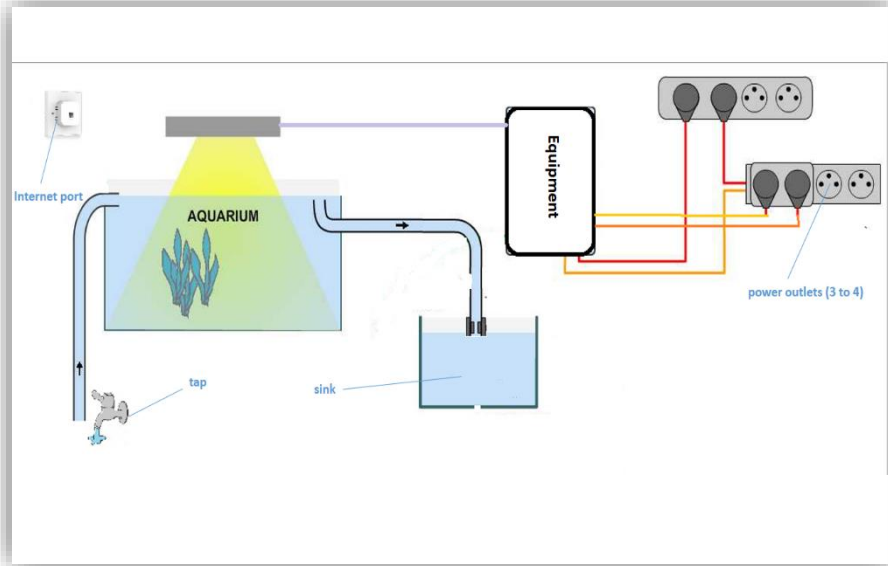 Internet port
AQUARIUM
Equipment
power outlets (3 to 4)
tap
sink